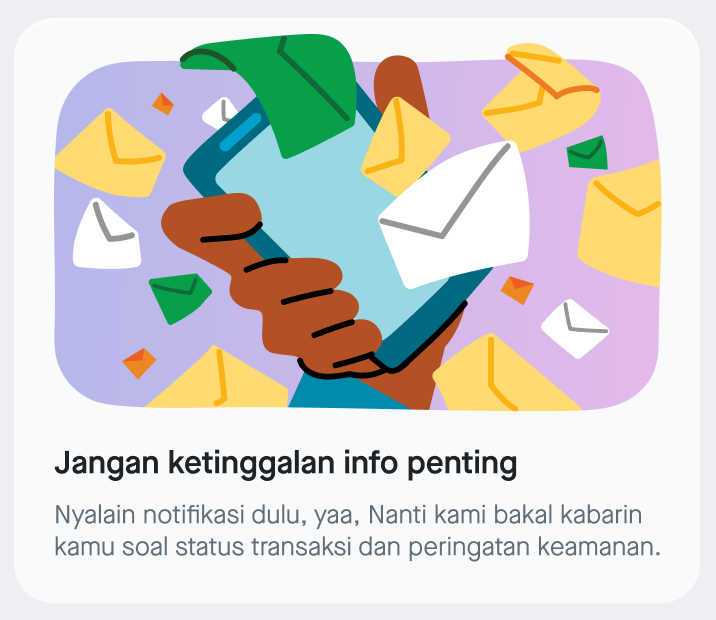 Jangan ketinggalan info penting
Nyalain notifikasi dulu, yaa, Nanti kami bakal kabarin
kamu soal status transaksi dan peringatan keamanan.